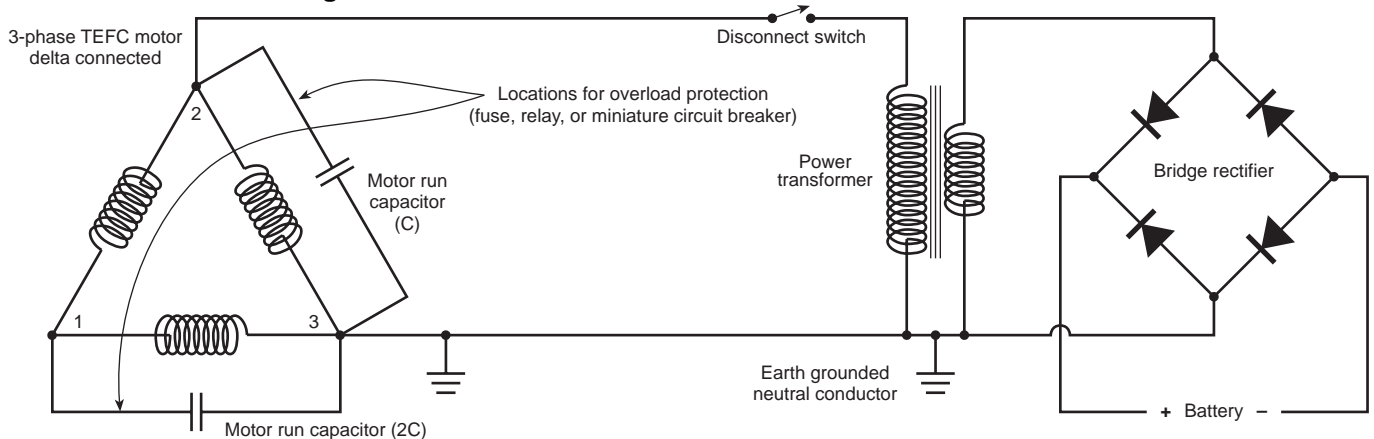 3-phase TEFC motor
delta connected
Disconnect switch
2
Locations for overload protection
(fuse, relay, or miniature circuit breaker)
Motor run
capacitor
(C)
Power
transformer
Bridge rectifier
1
3
Earth grounded
neutral conductor
+ Battery –
Motor run capacitor (2C)